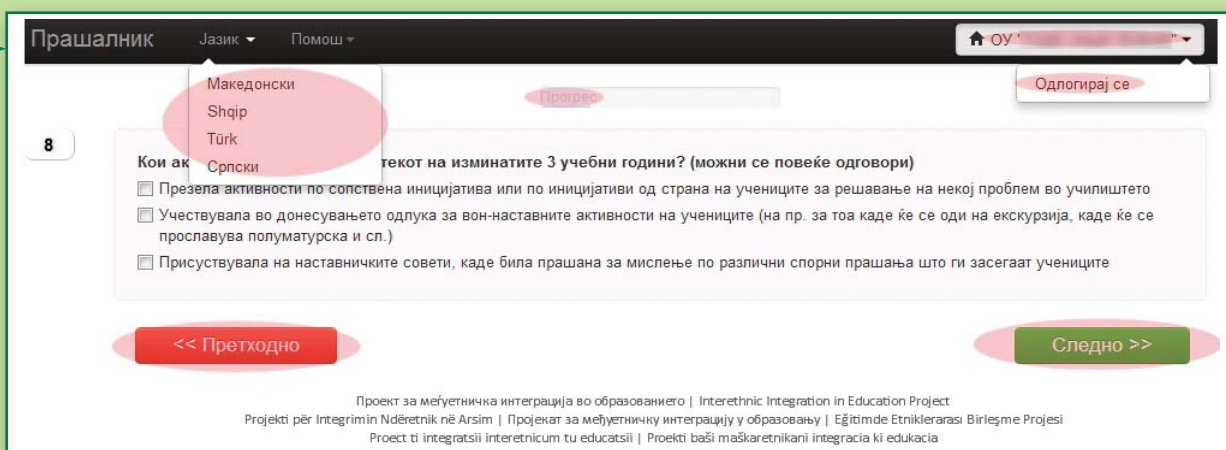 Прашалник Јазик Помош ОУ '
Македонски
Shqip
Türk
Српски
Прогрес
Одлогирај се
8
Кои ак текот на изминатите 3 учебни години? (можни се повеќе одговори)
Презела активности по сопствена иницијатива или по иницијативи од страна на учениците за решавање на некој проблем во училиштето
Учествувала во донесувањето одлука за вон-наставните активности на учениците (на пр. за тоа каде ќе се оди на екскурзија, каде ќе се
прославува полуматурска и сл.)
Присуствувала на наставничките совети, каде била прашана за мислење по различни спорни прашања што ги засегаат учениците
<< Претходно
Следно >>
Проект за меѓуетничка интеграција во образованието | Interethnic Integration in Education Project
Projekti për Integrimin Ndëretnik në Arsim | Пројекат за међуетничку интеграцију у образовању | Eğitimde Etniklerarası Birleşme Projesi
Proect ti integratsii interetnicum tu educatsii | Proekti baši maškaretnikani integracia ki edukacia